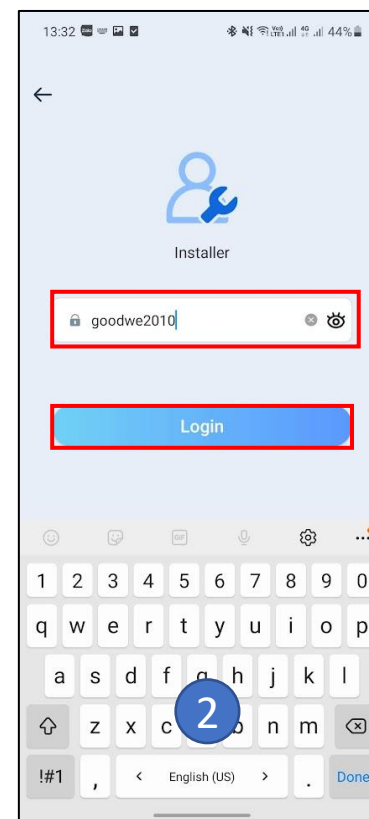 13:32 44%
Installer
goodwe2010
Login
GIF
1 2 3 4 5 6 7 8 9 0
q w e r t y u i o p
a s d f g h j k l
z x c b n m
2
!#1 , < English (US) > . Done